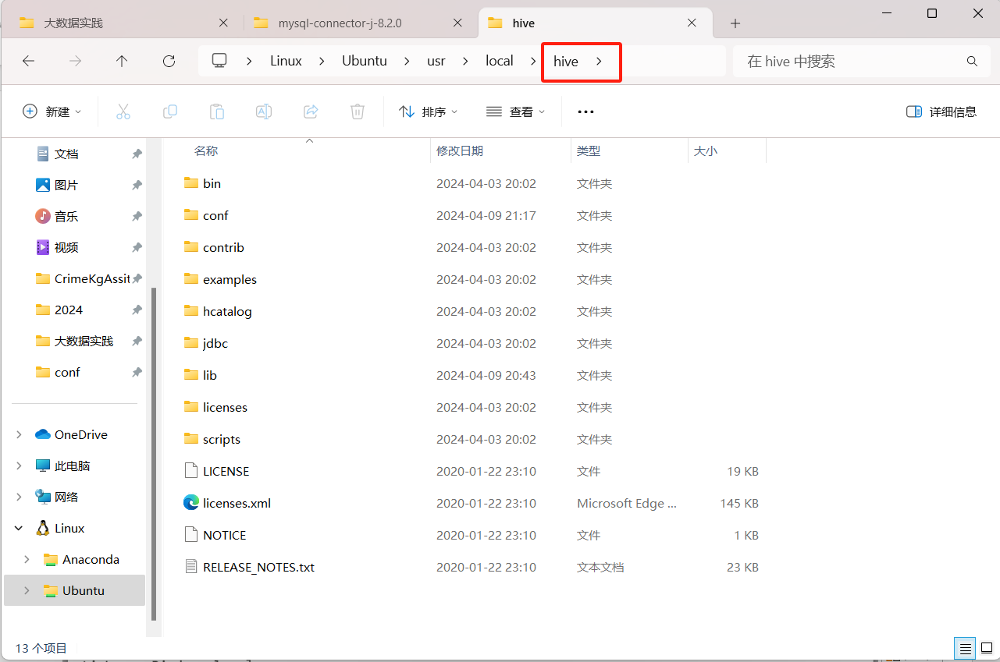 大数据实践
mysql-connector-j-8.2.0
hive
Linux
Ubuntu
usr
local
hive
在 hive 中搜索
新建
排序
查看
详细信息
文档
图片
音乐
视频
CrimeKgAssit
2024
大数据实践
conf
OneDrive
此电脑
网络
Linux
Anaconda
Ubuntu
名称 修改日期 类型 大小
bin 2024-04-03 20:02 文件夹
conf 2024-04-09 21:17 文件夹
contrib 2024-04-03 20:02 文件夹
examples 2024-04-03 20:02 文件夹
hcatalog 2024-04-03 20:02 文件夹
jdbc 2024-04-03 20:02 文件夹
lib 2024-04-09 20:43 文件夹
licenses 2024-04-03 20:02 文件夹
scripts 2024-04-03 20:02 文件夹
LICENSE 2020-01-22 23:10 文件 19 KB
licenses.xml 2020-01-22 23:10 Microsoft Edge ... 145 KB
NOTICE 2020-01-22 23:10 文件 1 KB
RELEASE_NOTES.txt 2020-01-22 23:10 文本文档 23 KB
13 个项目